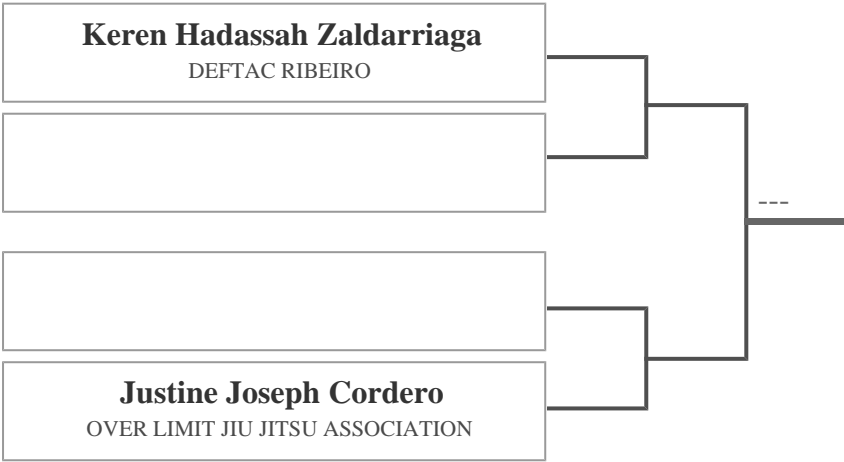 Keren Hadassah Zaldarriaga
DEFTAC RIBEIRO
---
Justine Joseph Cordero
OVER LIMIT JIU JITSU ASSOCIATION